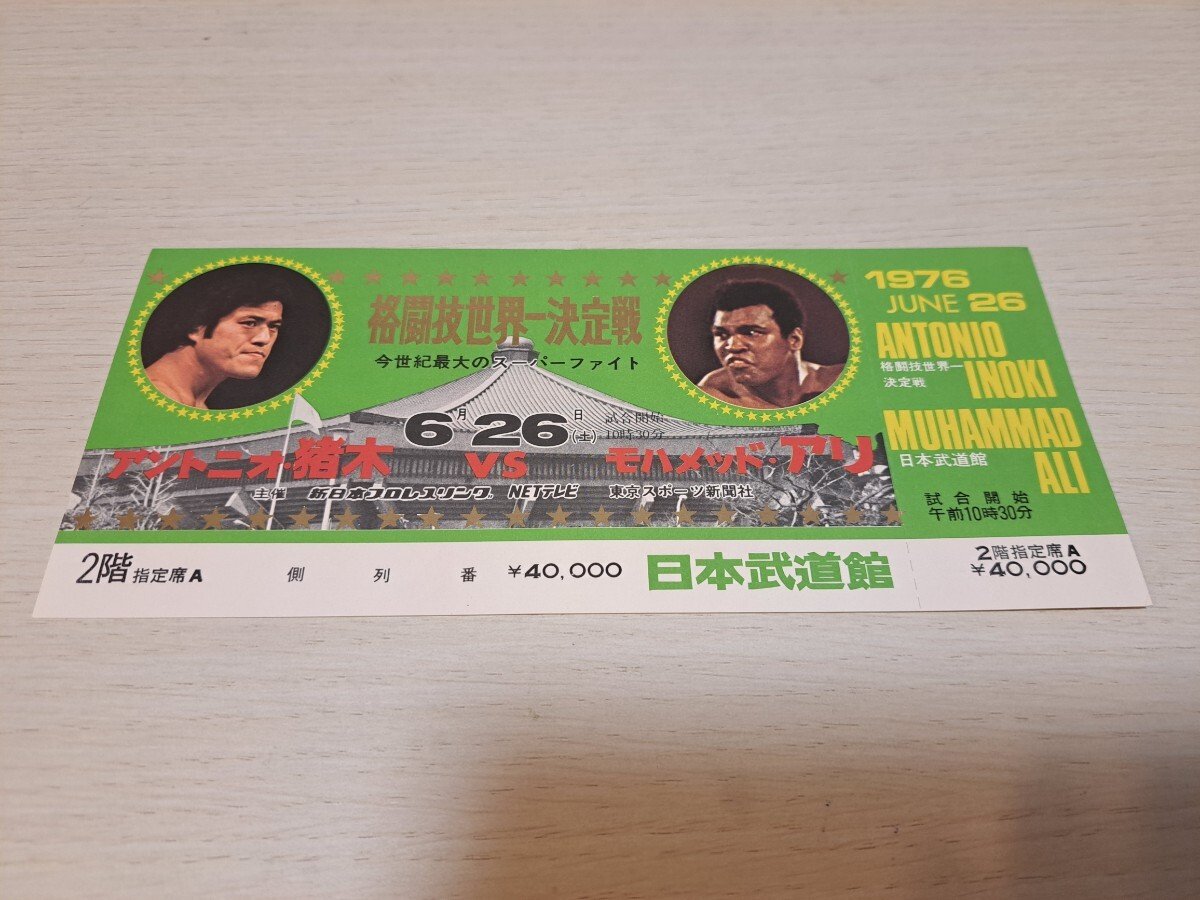 格闘技世界一決定戦
今世紀最大のスーパーファイト
6月26日(土) 試合開始 10時30分
アントニオ・猪木 VS モハメッド・アリ
主催 新日本プロレスリング NETテレビ 東京スポーツ新聞社
2階 指定席A 側 列 番 ¥40,000 日本武道館
1976
JUNE 26
ANTONIO
格闘技世界一
決定戦
INOKI
MUHAMMAD
日本武道館
ALI
試合開始
午前10時30分
2階指定席A
¥40,000